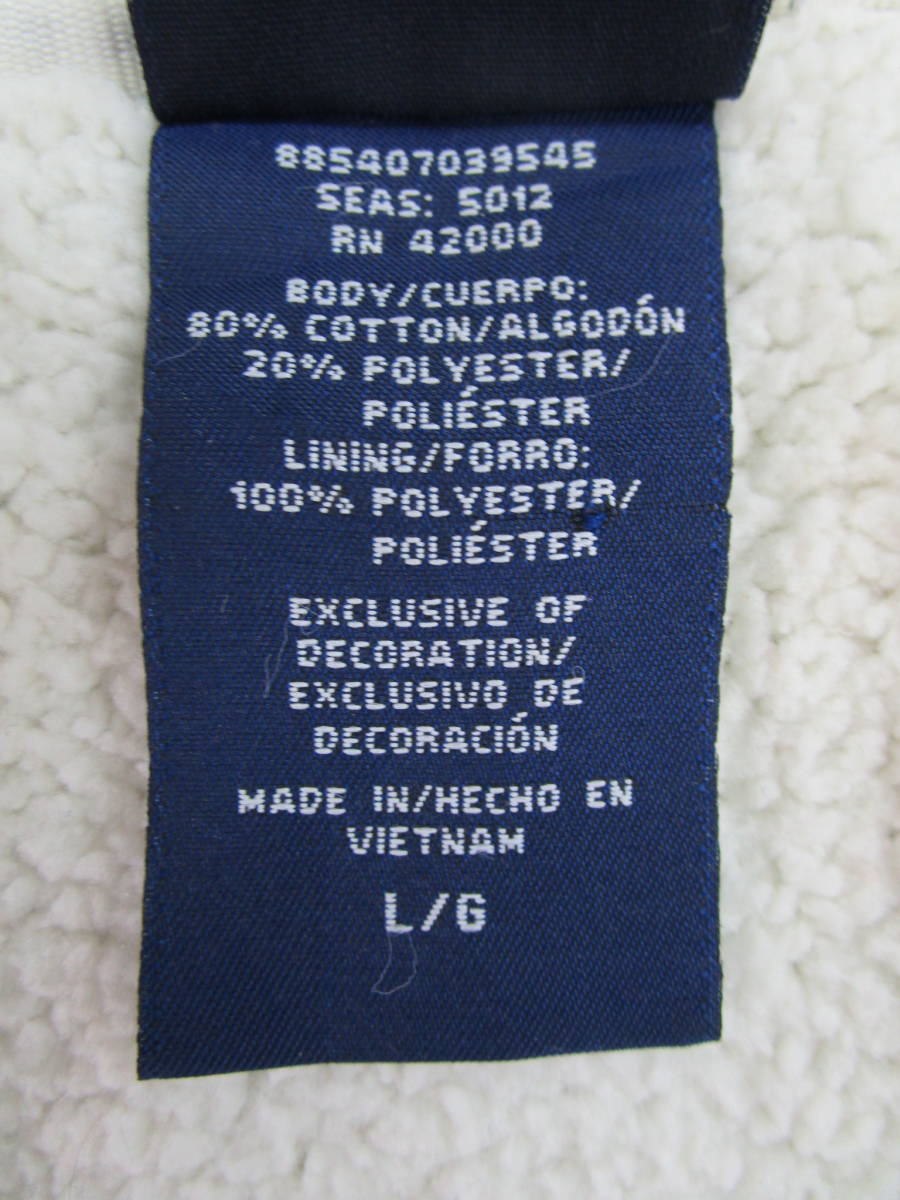 885407039545
SEAS: 5012
RN 42000
BODY/CUERPO:
80% COTTON/ALGODÓN
20% POLYESTER/
POLIÉSTER
LINING/FORRO:
100% POLYESTER/
POLIÉSTER
EXCLUSIVE OF
DECORATION/
EXCLUSIVO DE
DECORACIÓN
MADE IN/HECHO EN
VIETNAM
L/G